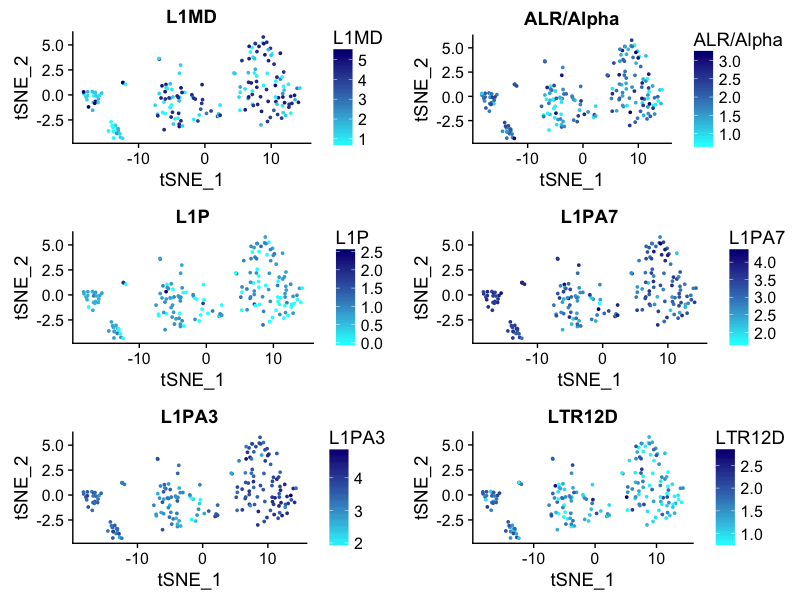 L1MD
L1MD
5.0
2.5
0.0
-2.5
tSNE_2
-10
0
10
tSNE_1
5
4
3
2
1
ALR/Alpha
ALR/Alpha
5.0
2.5
0.0
-2.5
tSNE_2
-10
0
10
tSNE_1
3.0
2.5
2.0
1.5
1.0
L1P
L1P
5.0
2.5
0.0
-2.5
tSNE_2
-10
0
10
tSNE_1
2.5
2.0
1.5
1.0
0.5
0.0
L1PA7
L1PA7
5.0
2.5
0.0
-2.5
tSNE_2
-10
0
10
tSNE_1
4.0
3.5
3.0
2.5
2.0
L1PA3
L1PA3
5.0
2.5
0.0
-2.5
tSNE_2
-10
0
10
tSNE_1
4
3
2
LTR12D
LTR12D
5.0
2.5
0.0
-2.5
tSNE_2
-10
0
10
tSNE_1
2.5
2.0
1.5
1.0